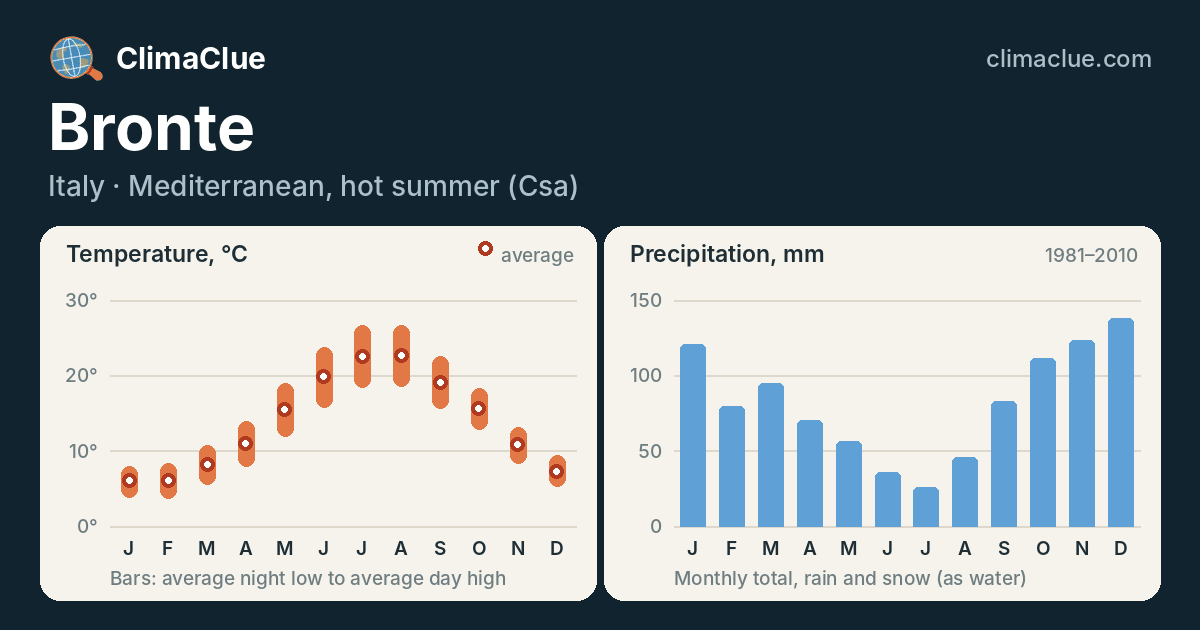 ClimaClue
climaclue.com
Bronte
Italy · Mediterranean, hot summer (Csa)
Temperature, °C
average
30°
20°
10°
0°
J F M A M J J A S O N D
Bars: average night low to average day high
Precipitation, mm
1981–2010
150
100
50
0
J F M A M J J A S O N D
Monthly total, rain and snow (as water)